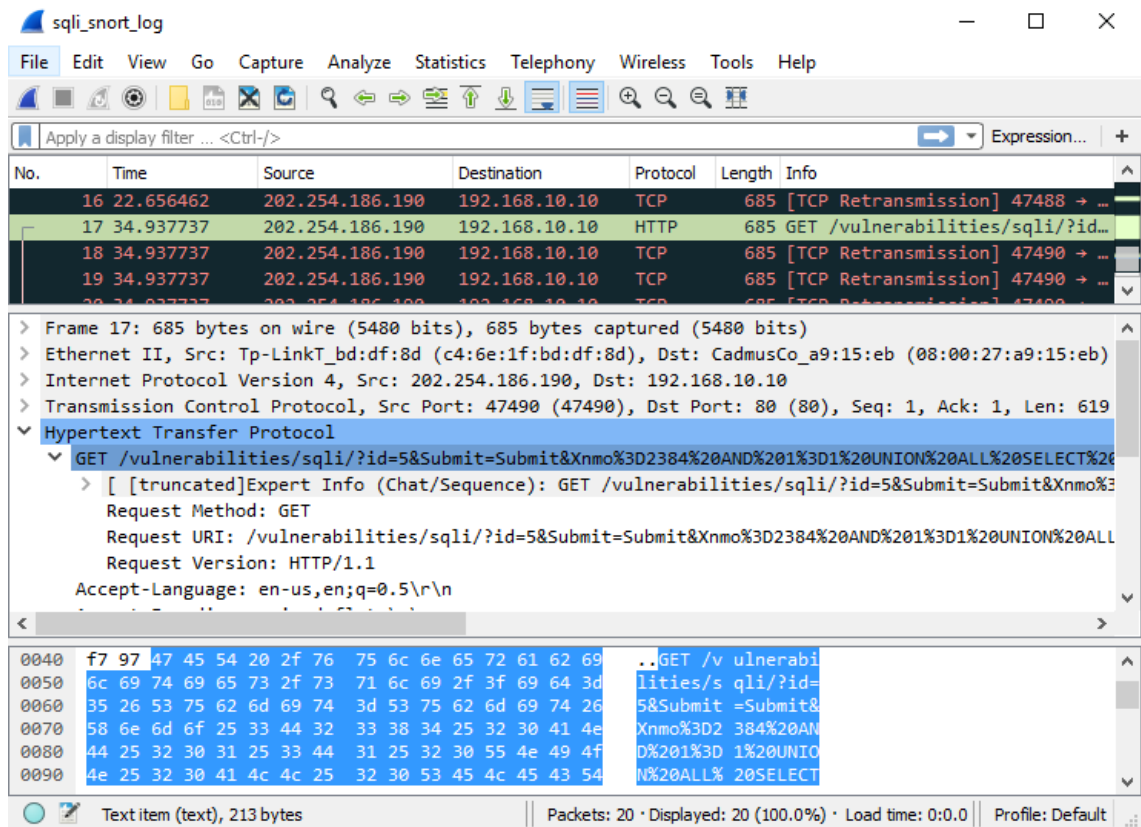 sqli_snort_log
File Edit View Go Capture Analyze Statistics Telephony Wireless Tools Help
Apply a display filter ... <Ctrl-/> Expression... +
No. Time Source Destination Protocol Length Info
16 22.656462 202.254.186.190 192.168.10.10 TCP 685 [TCP Retransmission] 47488 → …
17 34.937737 202.254.186.190 192.168.10.10 HTTP 685 GET /vulnerabilities/sqli/?id…
18 34.937737 202.254.186.190 192.168.10.10 TCP 685 [TCP Retransmission] 47490 → …
19 34.937737 202.254.186.190 192.168.10.10 TCP 685 [TCP Retransmission] 47490 → …
20 34.937737 202.254.186.190 192.168.10.10 TCP 685 [TCP Retransmission] 47490 → …
> Frame 17: 685 bytes on wire (5480 bits), 685 bytes captured (5480 bits)
> Ethernet II, Src: Tp-LinkT_bd:df:8d (c4:6e:1f:bd:df:8d), Dst: CadmusCo_a9:15:eb (08:00:27:a9:15:eb)
> Internet Protocol Version 4, Src: 202.254.186.190, Dst: 192.168.10.10
> Transmission Control Protocol, Src Port: 47490 (47490), Dst Port: 80 (80), Seq: 1, Ack: 1, Len: 619
Hypertext Transfer Protocol
GET /vulnerabilities/sqli/?id=5&Submit=Submit&Xnmo%3D2384%20AND%201%3D1%20UNION%20ALL%20SELECT%20
> [ [truncated]Expert Info (Chat/Sequence): GET /vulnerabilities/sqli/?id=5&Submit=Submit&Xnmo%3
Request Method: GET
Request URI: /vulnerabilities/sqli/?id=5&Submit=Submit&Xnmo%3D2384%20AND%201%3D1%20UNION%20ALL
Request Version: HTTP/1.1
Accept-Language: en-us,en;q=0.5\r\n
0040 f7 97 47 45 54 20 2f 76 75 6c 6e 65 72 61 62 69 ..GET /v ulnerabi
0050 6c 69 74 69 65 73 2f 73 71 6c 69 2f 3f 69 64 3d lities/s qli/?id=
0060 35 26 53 75 62 6d 69 74 3d 53 75 62 6d 69 74 26 5&Submit =Submit&
0070 58 6e 6d 6f 25 33 44 32 33 38 34 25 32 30 41 4e Xnmo%3D2 384%20AN
0080 44 25 32 30 31 25 33 44 31 25 32 30 55 4e 49 4f D%201%3D 1%20UNIO
0090 4e 25 32 30 41 4c 4c 25 32 30 53 45 4c 45 43 54 N%20ALL% 20SELECT
Text item (text), 213 bytes Packets: 20 · Displayed: 20 (100.0%) · Load time: 0:0.0 Profile: Default